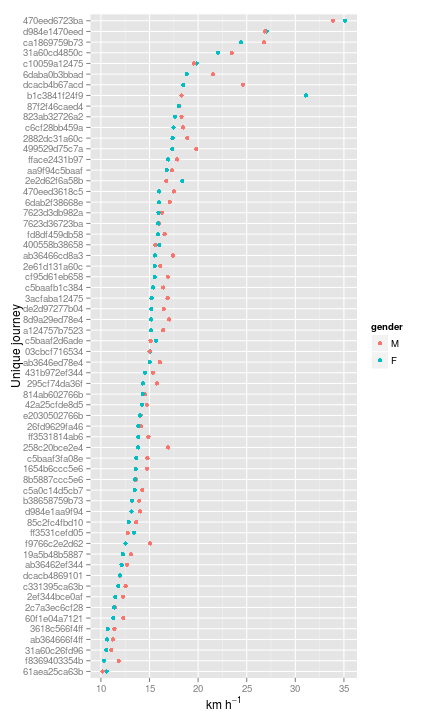 470eed6723ba
d984e1470eed
ca1869759b73
31a60cd4850c
c10059a12475
6daba0b3bbad
dcacb4b67acd
b1c3841f24f9
87f2f46caed4
823ab32726a2
c6cf28bb459a
2882dc31a60c
499529d75c7a
fface2431b97
aa9f94c5baaf
2e2d62f6a58b
470eed3618c5
6dab2f38668e
7623d3db982a
7623d36723ba
fd8df459db58
400558b38658
ab36466cd8a3
2e61d131a60c
cf95d61eb658
c5baafb1c384
3acfaba12475
de2d97277b04
8d9a29ed78e4
a124757b7523
c5baaf2d6ade
03cbcf716534
ab3646ed78e4
431b972ef344
295cf74da36f
814ab602766b
42a25cfde8d5
e2030502766b
26fd9629fa46
ff3531814ab6
258c20bce2e4
c5baaf3fa08e
1654b6ccc5e6
8b5887ccc5e6
c5a0c14d5cb7
b38658759b73
d984e1aa9f94
85c2fc4fbd10
ff3531cefd05
f9766c2e2d62
19a5b48b5887
ab36462ef344
dcacb4869101
c331395ca63b
2ef344bce0af
2c7a3ec6cf28
60f1e04a7121
3618c566f4ff
ab364666f4ff
31a60c26fd96
f8369403354b
61aea25ca63b
Unique journey
10 15 20 25 30 35
km h⁻¹
gender
M
F